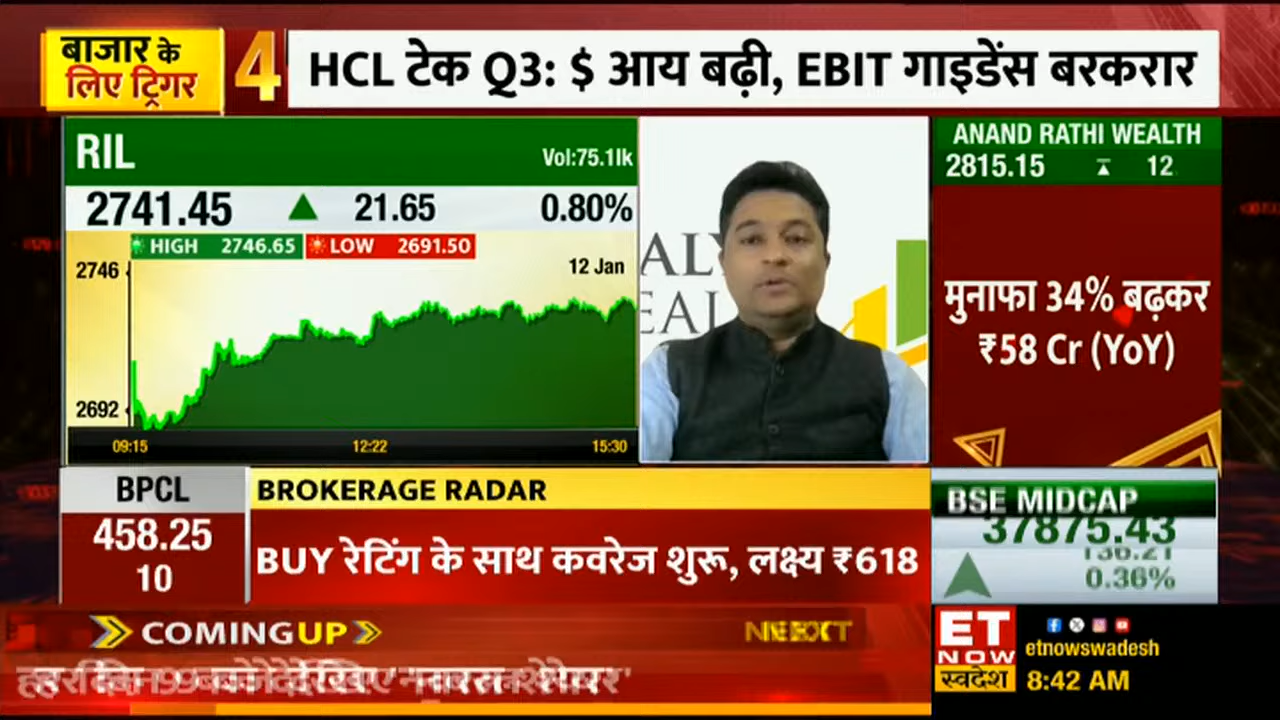 बाजार के
लिए ट्रिगर
4
HCL टेक Q3: $ आय बढ़ी, EBIT गाइडेंस बरकरार
RIL
Vol:75.1lk
2741.45 ▲ 21.65 0.80%
HIGH 2746.65 LOW 2691.50
2746
12 Jan
2692
09:15 12:22 15:30
ANAND RATHI WEALTH
2815.15 12
मुनाफा 34% बढ़कर
₹58 Cr (YoY)
BPCL
458.25
10
BROKERAGE RADAR
BUY रेटिंग के साथ कवरेज शुरू, लक्ष्य ₹618
BSE MIDCAP
37875.43
136.21
0.36%
COMING UP
ET
NOW
स्वदेश
etnowswadesh
8:42 AM